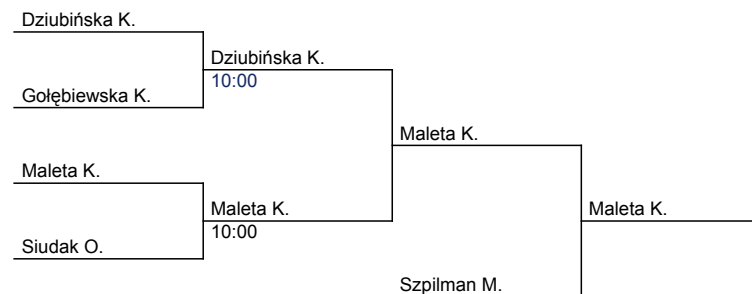 Dziubińska K.
Dziubińska K.
10:00
Gołębiewska K.
Maleta K.
Maleta K.
Maleta K.
Maleta K.
10:00
Siudak O.
Szpilman M.